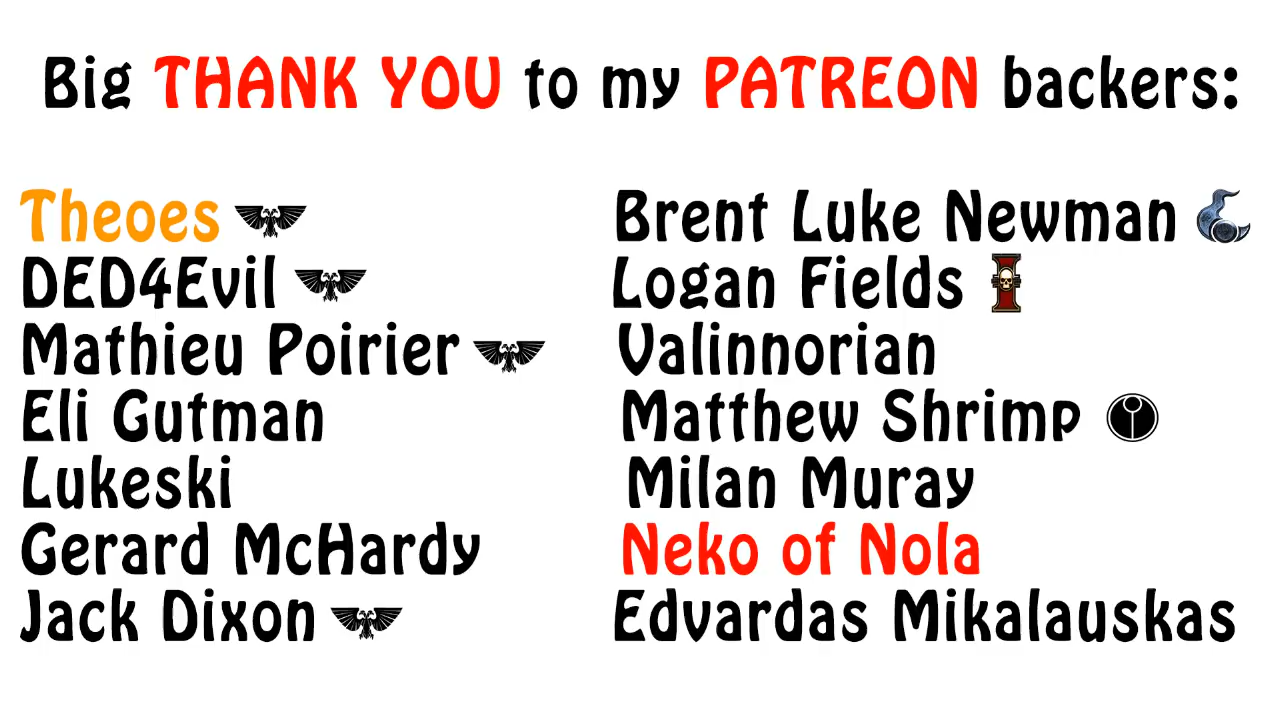 Big THANK YOU to my PATREON backers:
Theoes
DED4Evil
Mathieu Poirier
Eli Gutman
Lukeski
Gerard McHardy
Jack Dixon
Brent Luke Newman
Logan Fields
Valinnorian
Matthew Shrimp
Milan Muray
Neko of Nola
Edvardas Mikalauskas